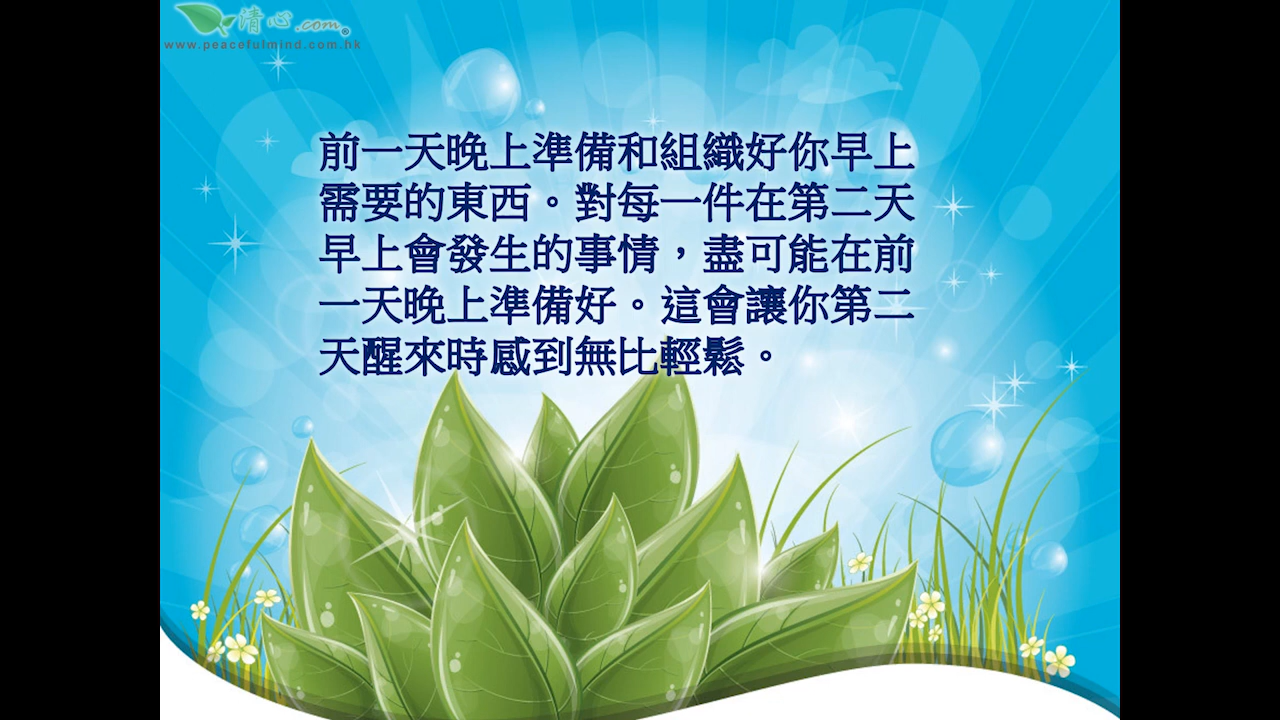 清心.com®
www.peacefulmind.com.hk
前一天晚上準備和組織好你早上
需要的東西。對每一件在第二天
早上會發生的事情，盡可能在前
一天晚上準備好。這會讓你第二
天醒來時感到無比輕鬆。